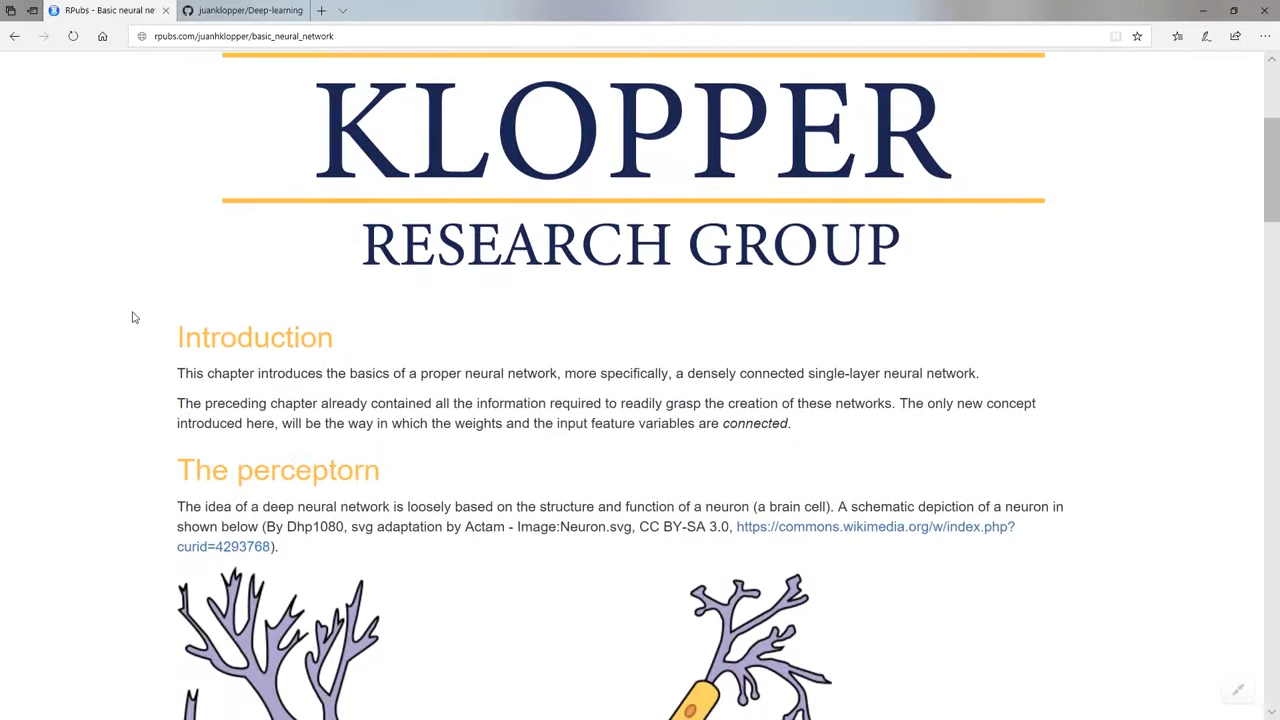 RPubs - Basic neural ne
juanklopper/Deep-learning
rpubs.com/juanhklopper/basic_neural_network
KLOPPER
RESEARCH GROUP
Introduction
This chapter introduces the basics of a proper neural network, more specifically, a densely connected single-layer neural network.
The preceding chapter already contained all the information required to readily grasp the creation of these networks. The only new concept
introduced here, will be the way in which the weights and the input feature variables are connected.
The perceptorn
The idea of a deep neural network is loosely based on the structure and function of a neuron (a brain cell). A schematic depiction of a neuron in
shown below (By Dhp1080, svg adaptation by Actam - Image:Neuron.svg, CC BY-SA 3.0, https://commons.wikimedia.org/w/index.php?
curid=4293768).